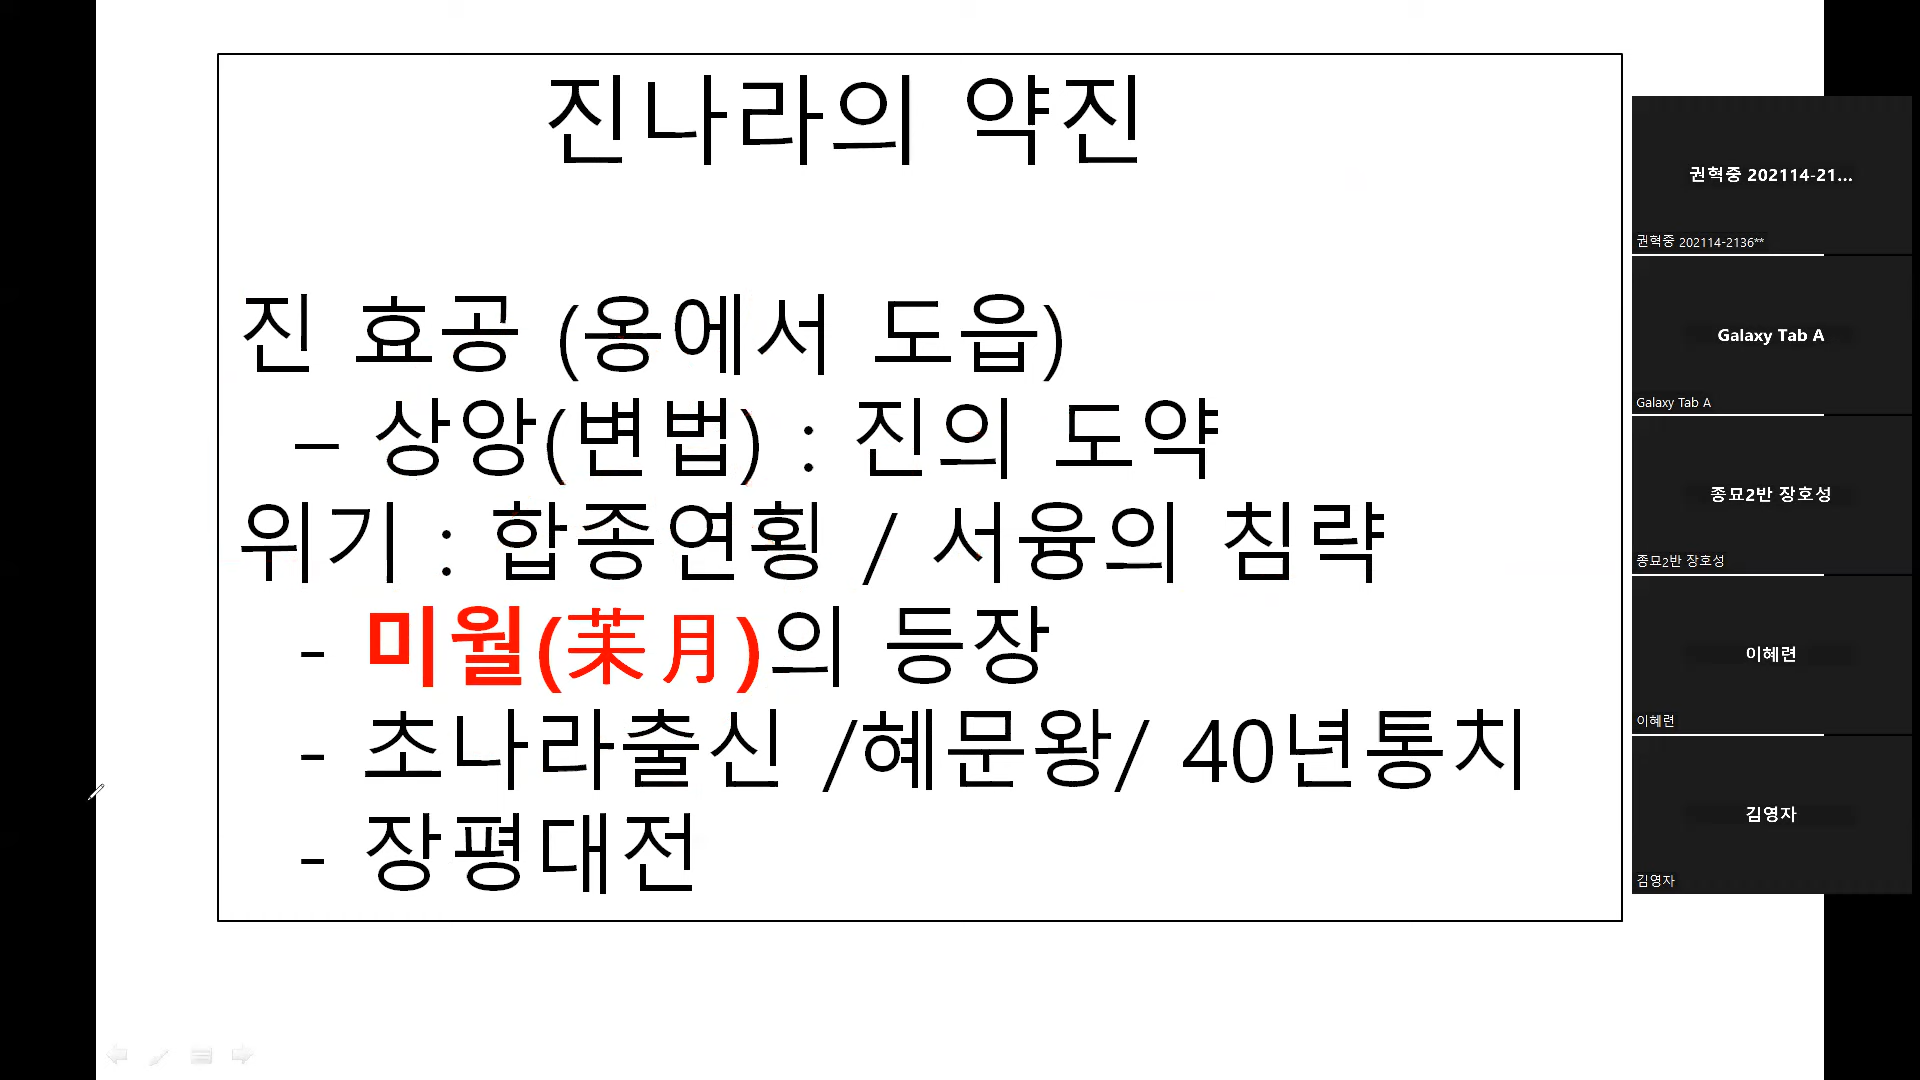 진나라의 약진
진 효공 (옹에서 도읍)
– 상앙(변법) : 진의 도약
위기 : 합종연횡 / 서융의 침략
- 미월(茉月)의 등장
- 초나라출신 /혜문왕/ 40년통치
- 장평대전
권혁중 202114-21...
권혁중 202114-2136**
Galaxy Tab A
Galaxy Tab A
종묘2반 장호성
종묘2반 장호성
이혜련
이혜련
김영자
김영자